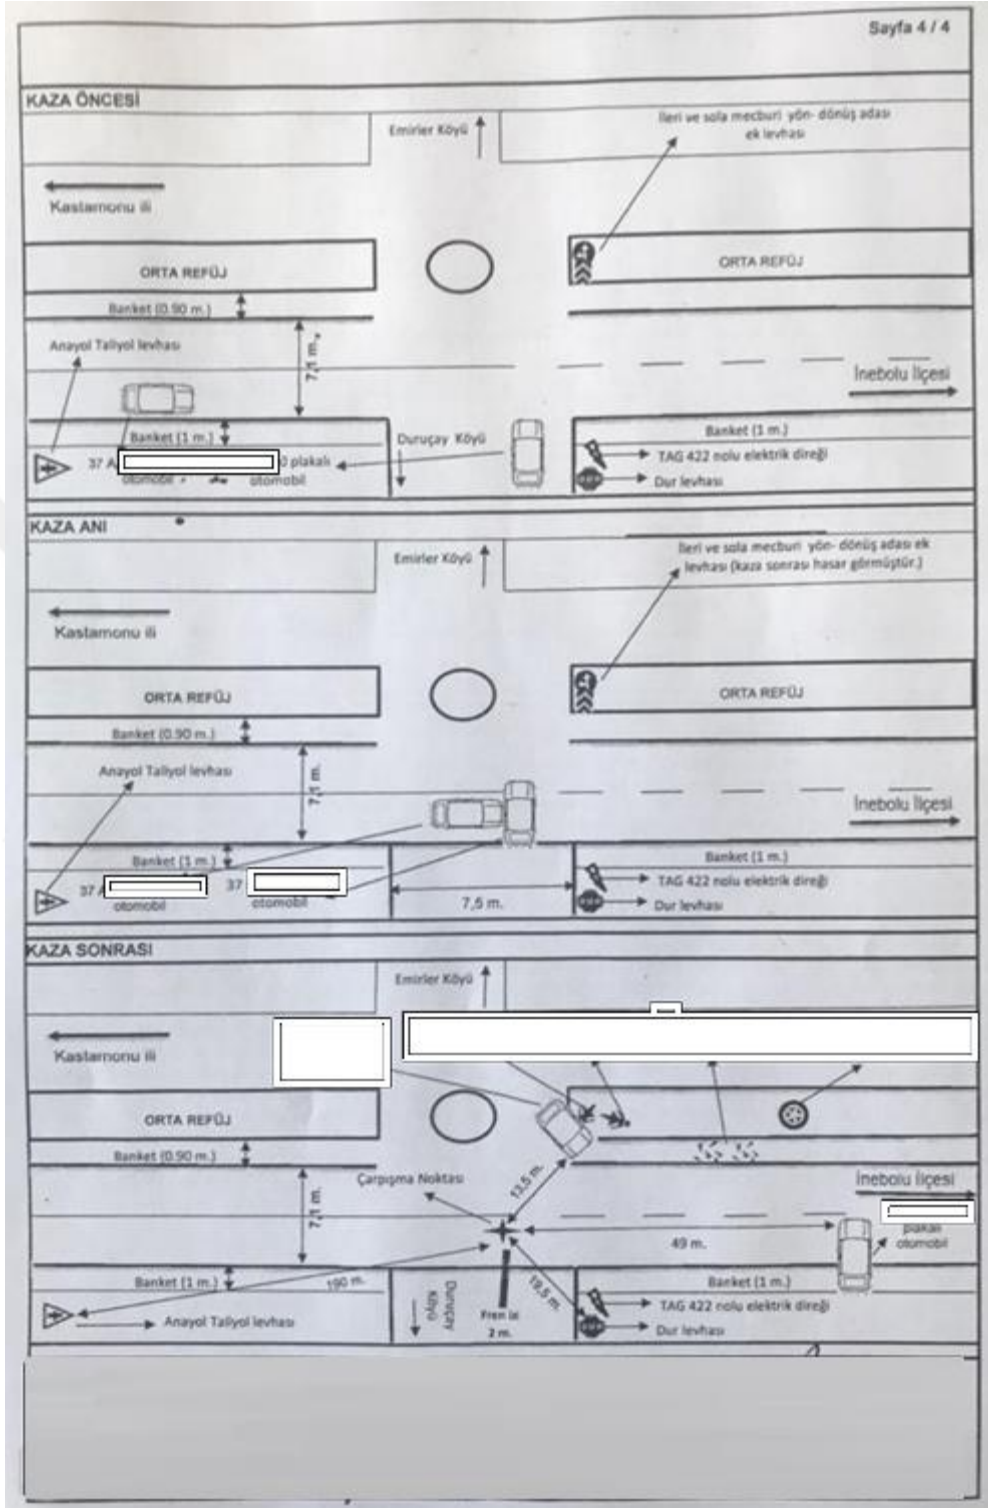 Sayfa 4 / 4
KAZA ÖNCESİ
Emirler Köyü
İleri ve sola mecburi yön- dönüş adası
ek levhası
Kastamonu ili
ORTA REFÜJ
ORTA REFÜJ
Banket (0.90 m.)
Anayol Taliyol levhası
7,1 m.,
İnebolu İlçesi
Banket (1 m.)
Banket (1 m.)
Duruçay Köyü
TAG 422 nolu elektrik direği
37 A
0 plakalı
otomobil
otomobil
Dur levhası
KAZA ANI
Emirler Köyü
İleri ve sola mecburi yön- dönüş adası ek
levhası (kaza sonrası hasar görmüştür.)
Kastamonu ili
ORTA REFÜJ
ORTA REFÜJ
Banket (0.90 m.)
Anayol Taliyol levhası
7,1 m.
İnebolu İlçesi
Banket (1 m.)
Banket (1 m.)
37 A
37
TAG 422 nolu elektrik direği
otomobil
otomobil
7,5 m.
Dur levhası
KAZA SONRASI
Emirler Köyü
Kastamonu ili
ORTA REFÜJ
Banket (0.90 m.)
Çarpışma Noktası
13,5 m.
İnebolu İlçesi
7,1 m.
plakalı
otomobil
49 m.
Banket (1 m.)
190 m.
19,5 m.
Banket (1 m.)
Duruçay
Köyü
Fren izi
2 m.
TAG 422 nolu elektrik direği
Anayol Taliyol levhası
Dur levhası